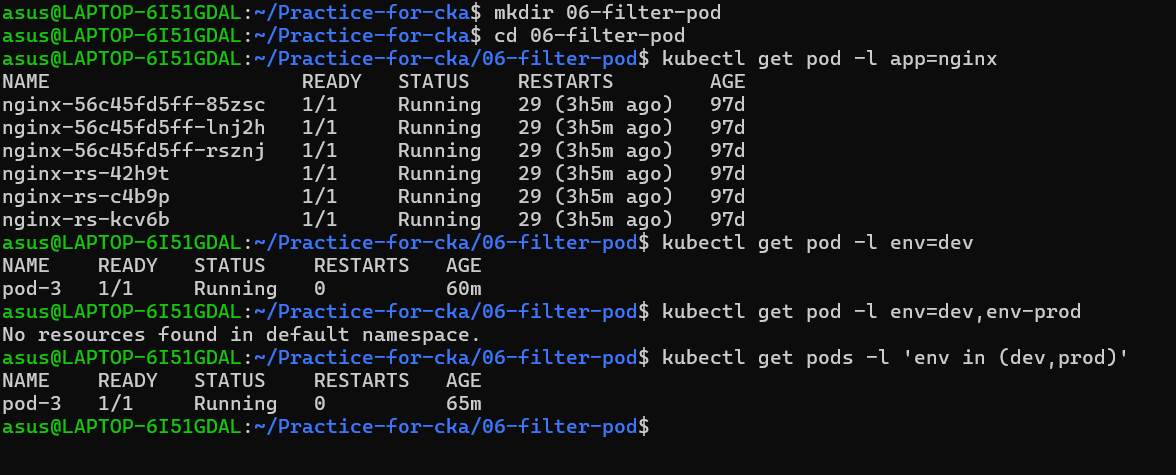 asus@LAPTOP-6I51GDAL:~/Practice-for-cka$ mkdir 06-filter-pod
asus@LAPTOP-6I51GDAL:~/Practice-for-cka$ cd 06-filter-pod
asus@LAPTOP-6I51GDAL:~/Practice-for-cka/06-filter-pod$ kubectl get pod -l app=nginx
NAME                     READY   STATUS    RESTARTS        AGE
nginx-56c45fd5ff-85zsc   1/1     Running   29 (3h5m ago)   97d
nginx-56c45fd5ff-lnj2h   1/1     Running   29 (3h5m ago)   97d
nginx-56c45fd5ff-rsznj   1/1     Running   29 (3h5m ago)   97d
nginx-rs-42h9t           1/1     Running   29 (3h5m ago)   97d
nginx-rs-c4b9p           1/1     Running   29 (3h5m ago)   97d
nginx-rs-kcv6b           1/1     Running   29 (3h5m ago)   97d
asus@LAPTOP-6I51GDAL:~/Practice-for-cka/06-filter-pod$ kubectl get pod -l env=dev
NAME    READY   STATUS    RESTARTS   AGE
pod-3   1/1     Running   0          60m
asus@LAPTOP-6I51GDAL:~/Practice-for-cka/06-filter-pod$ kubectl get pod -l env=dev,env-prod
No resources found in default namespace.
asus@LAPTOP-6I51GDAL:~/Practice-for-cka/06-filter-pod$ kubectl get pods -l 'env in (dev,prod)'
NAME    READY   STATUS    RESTARTS   AGE
pod-3   1/1     Running   0          65m
asus@LAPTOP-6I51GDAL:~/Practice-for-cka/06-filter-pod$